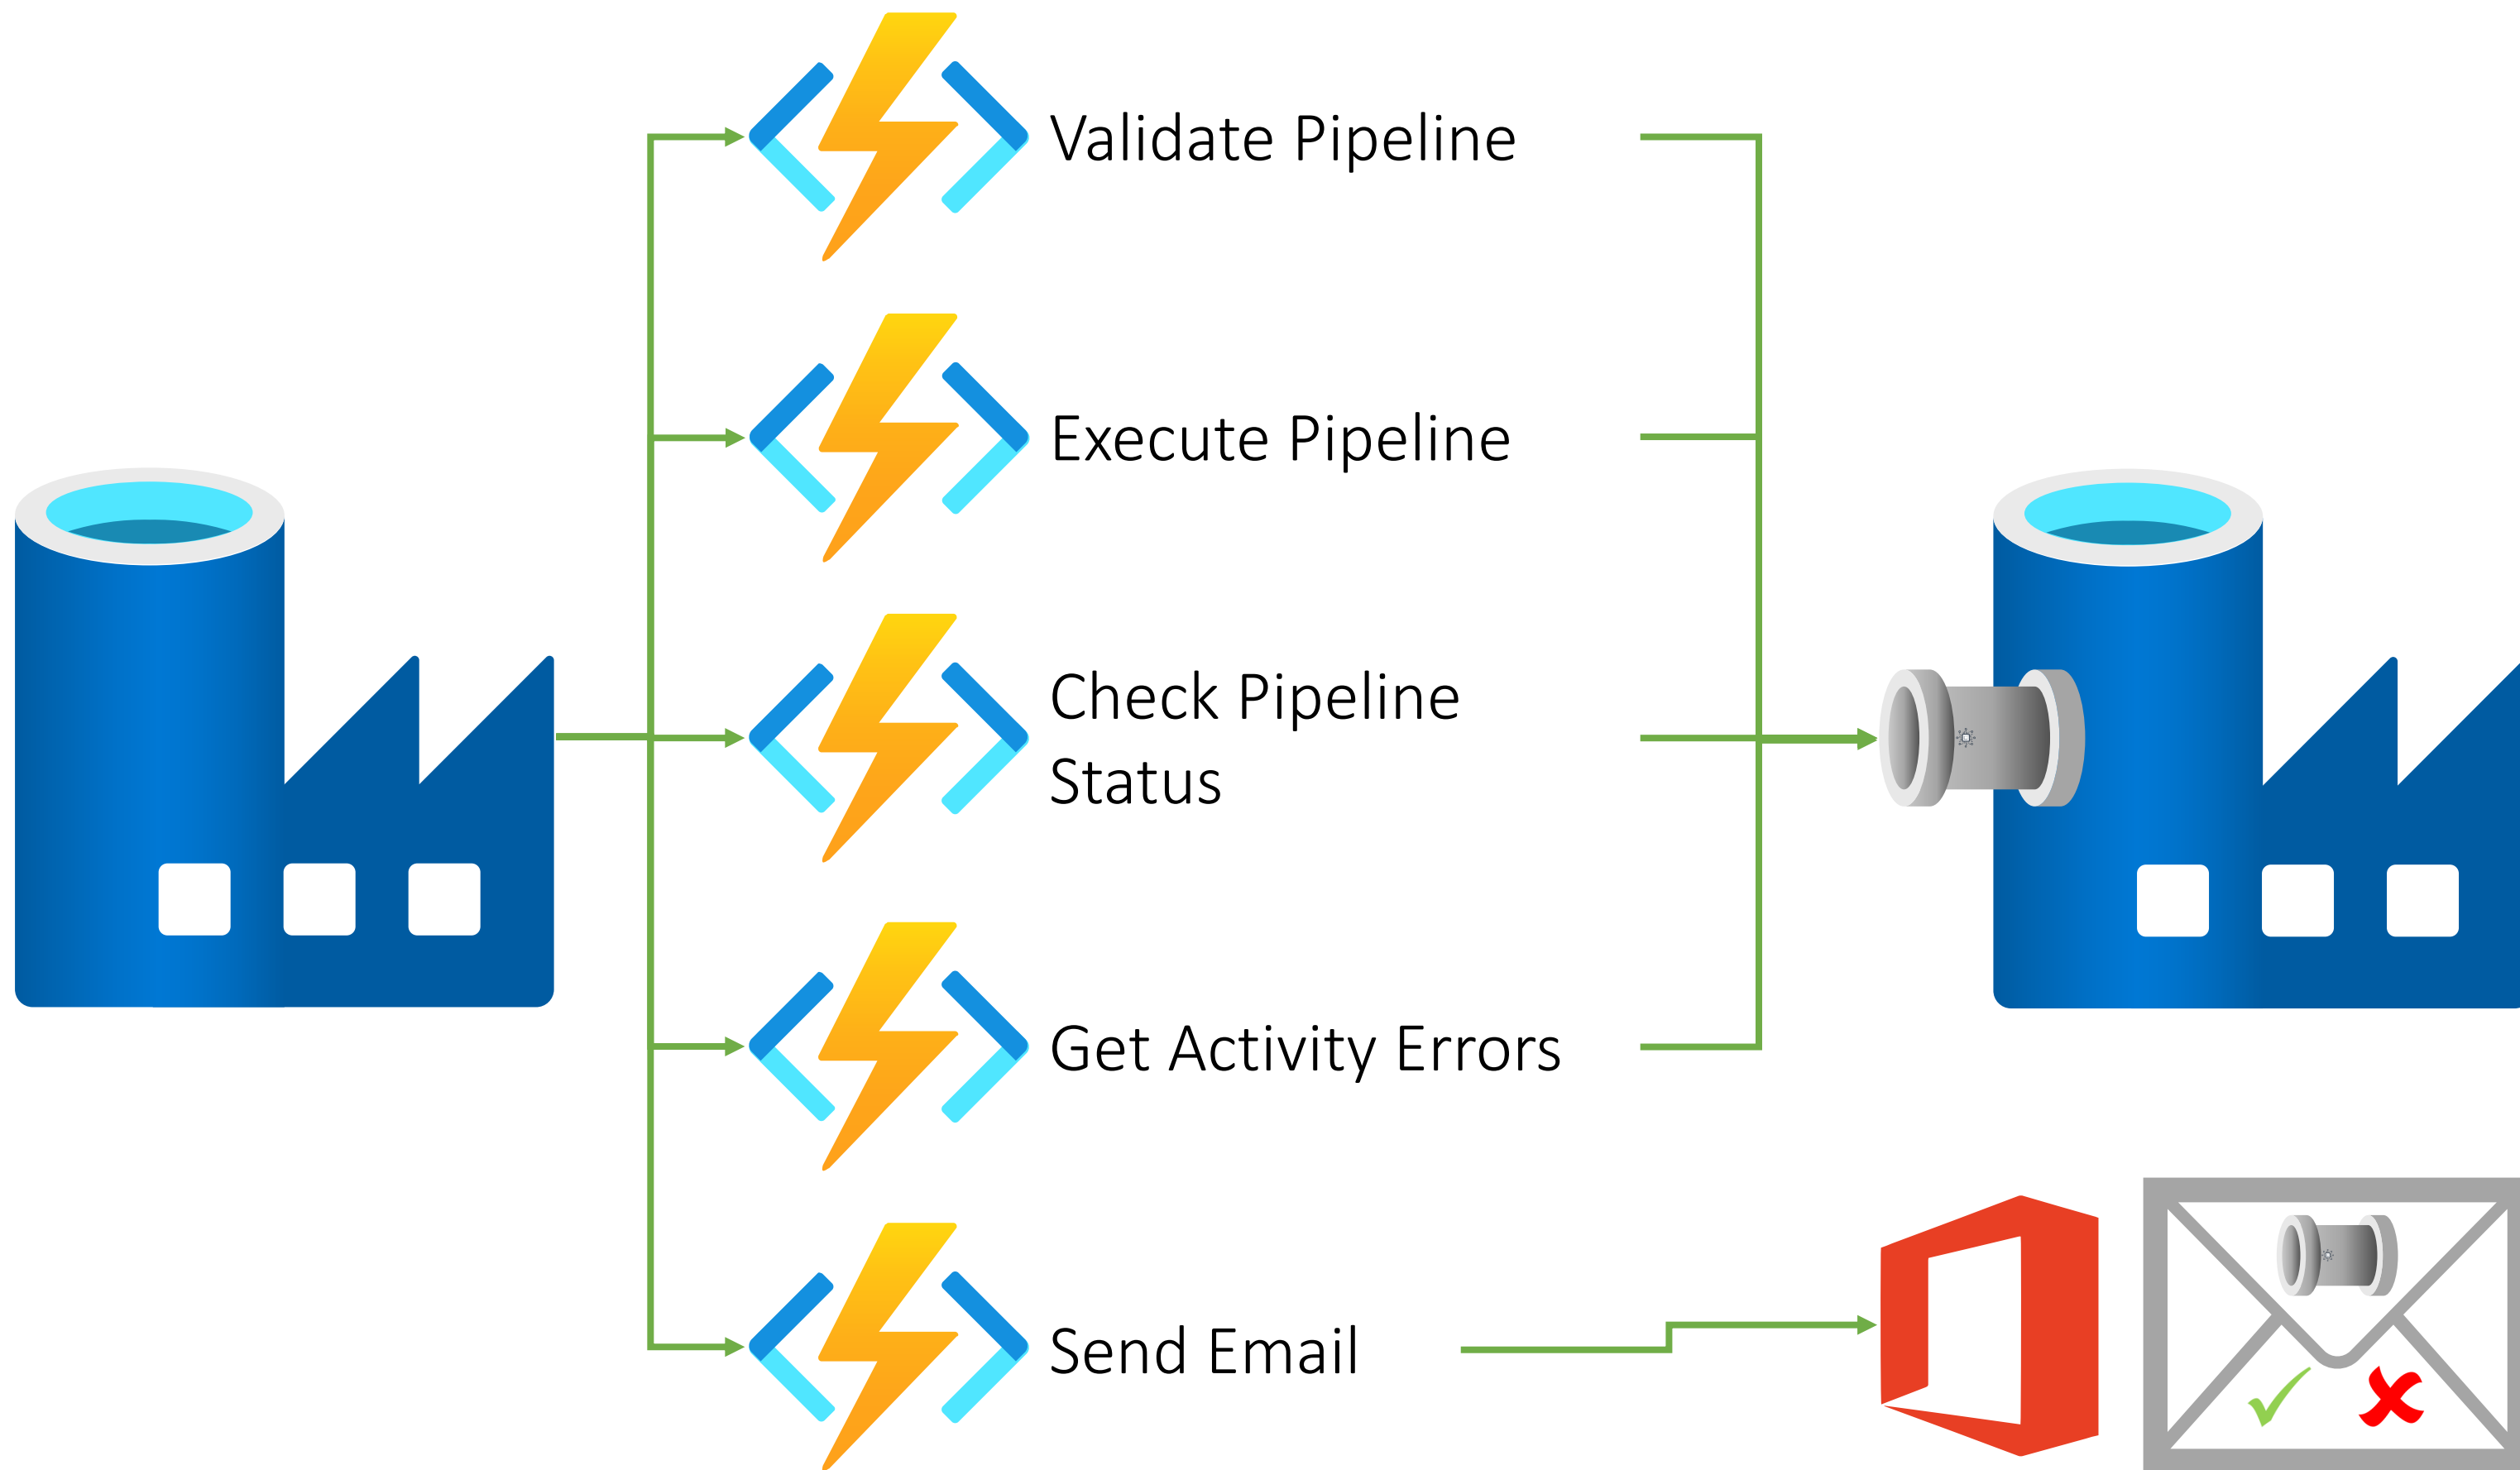 Validate Pipeline
Execute Pipeline
Check Pipeline
Status
Get Activity Errors
Send Email